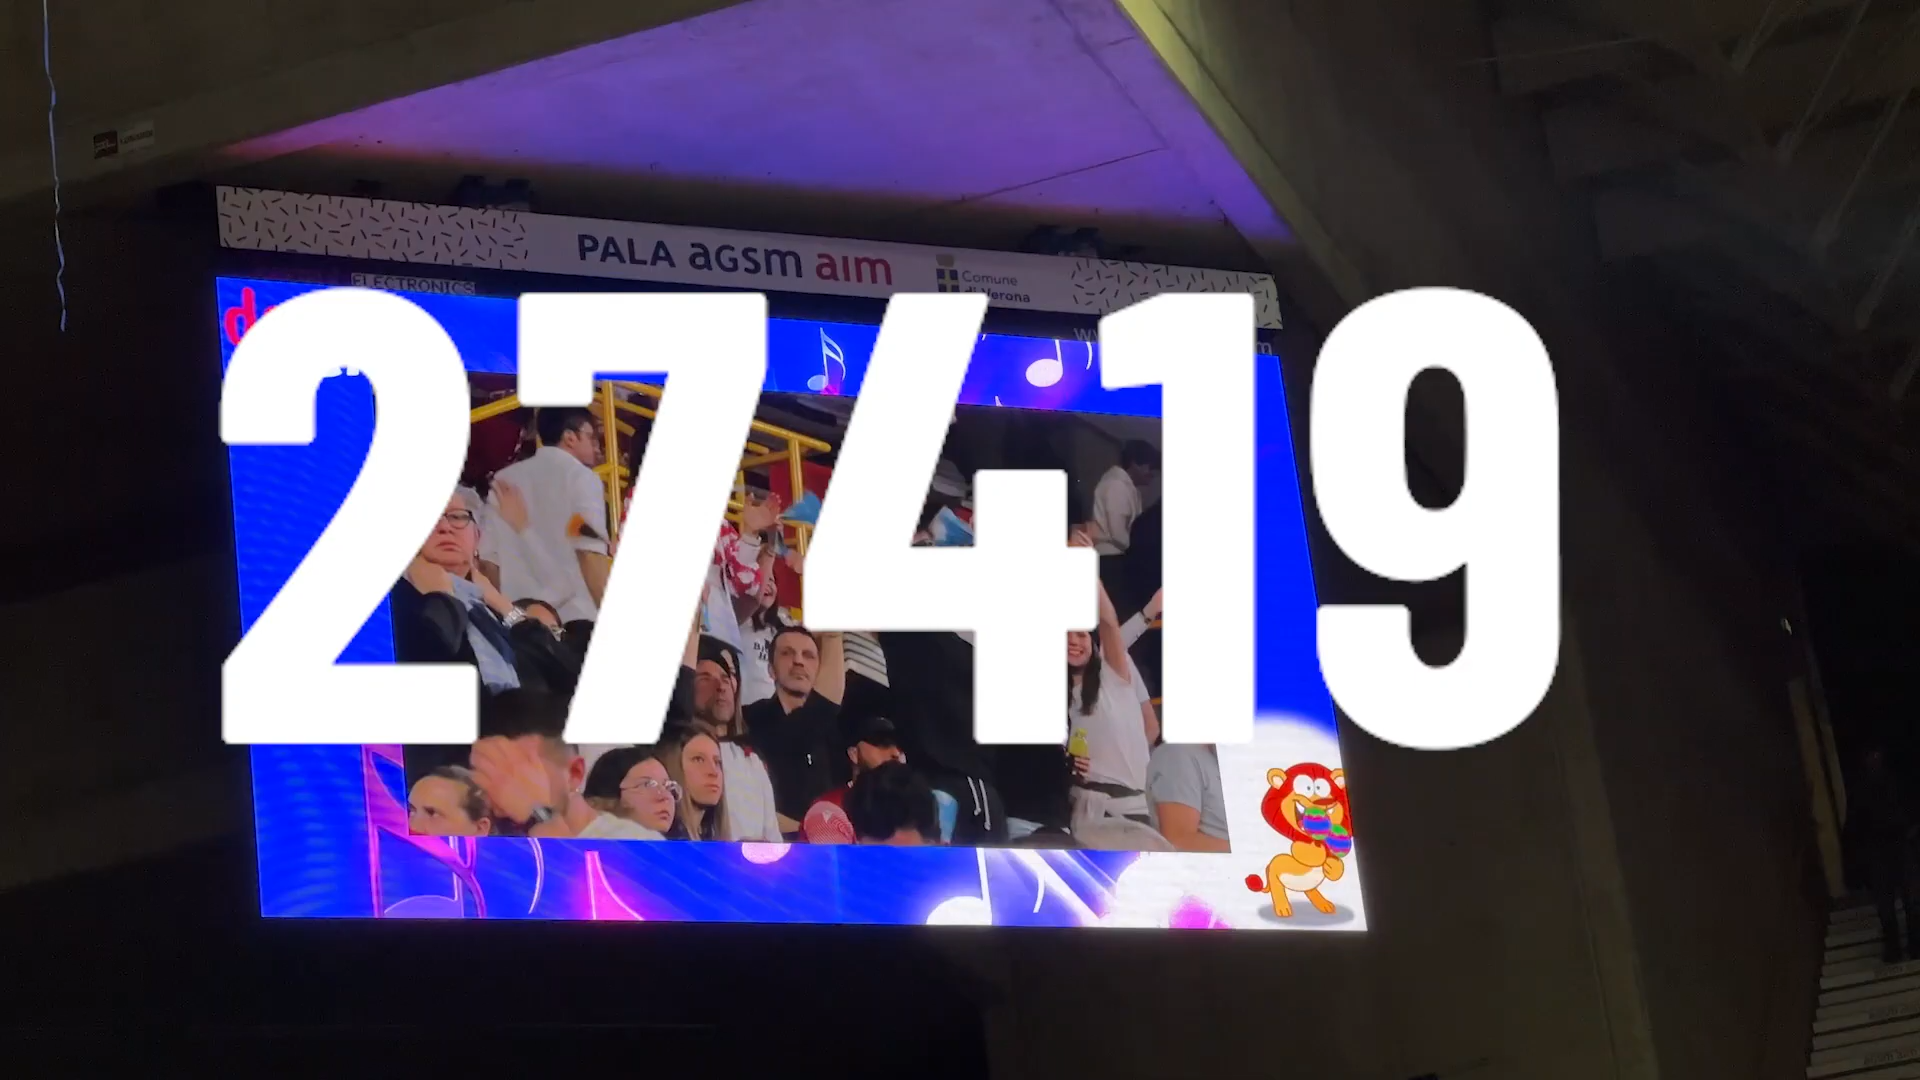 PALA agsm aim
Comune
di Verona
ELECTRONICS
27419